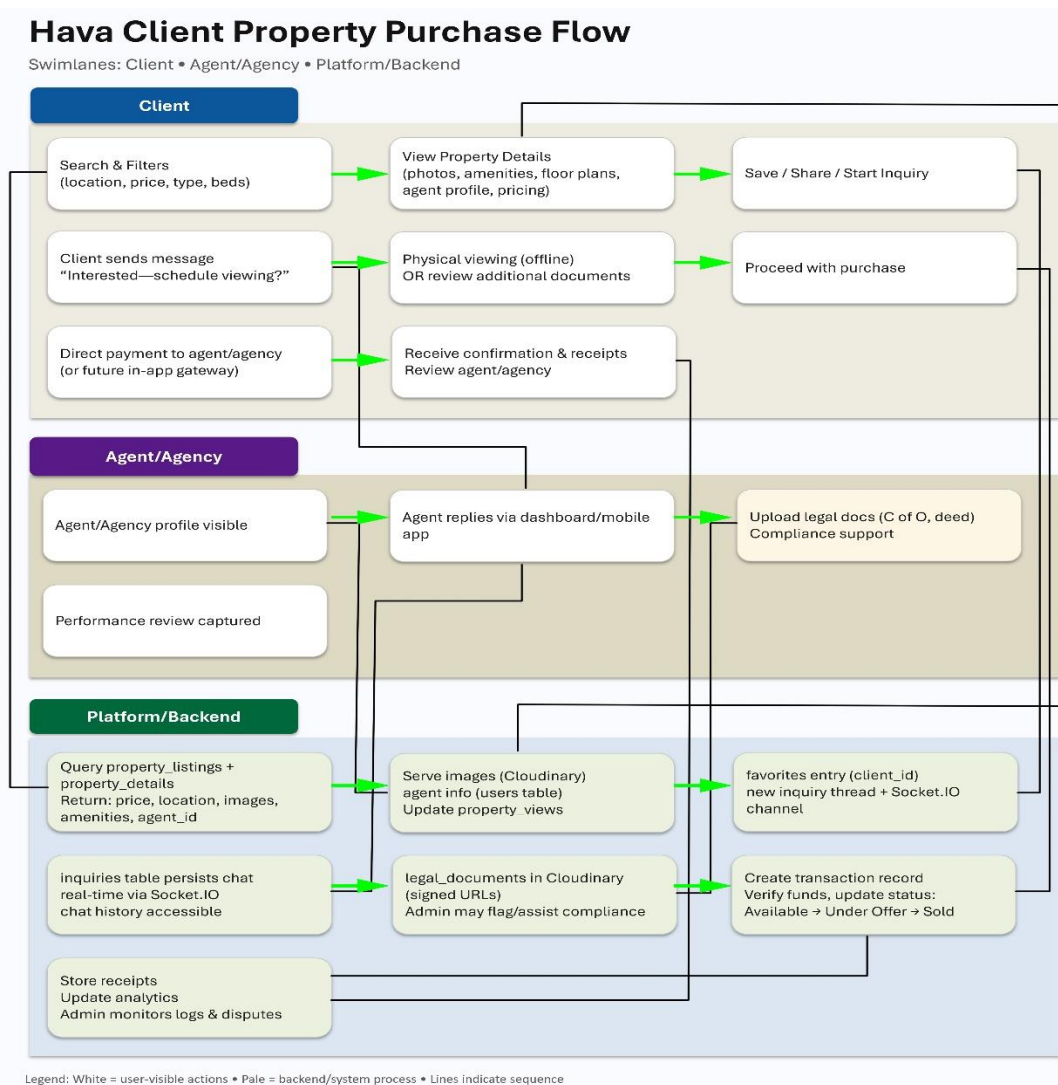 Hava Client Property Purchase Flow
Swimlanes: Client • Agent/Agency • Platform/Backend
Client
Search & Filters
(location, price, type, beds)
View Property Details
(photos, amenities, floor plans,
agent profile, pricing)
Save / Share / Start Inquiry
Client sends message
“Interested—schedule viewing?”
Physical viewing (offline)
OR review additional documents
Proceed with purchase
Direct payment to agent/agency
(or future in-app gateway)
Receive confirmation & receipts
Review agent/agency
Agent/Agency
Agent/Agency profile visible
Agent replies via dashboard/mobile
app
Upload legal docs (C of O, deed)
Compliance support
Performance review captured
Platform/Backend
Query property_listings +
property_details
Return: price, location, images,
amenities, agent_id
Serve images (Cloudinary)
agent info (users table)
Update property_views
favorites entry (client_id)
new inquiry thread + Socket.IO
channel
inquiries table persists chat
real-time via Socket.IO
chat history accessible
legal_documents in Cloudinary
(signed URLs)
Admin may flag/assist compliance
Create transaction record
Verify funds, update status:
Available → Under Offer → Sold
Store receipts
Update analytics
Admin monitors logs & disputes
Legend: White = user-visible actions • Pale = backend/system process • Lines indicate sequence